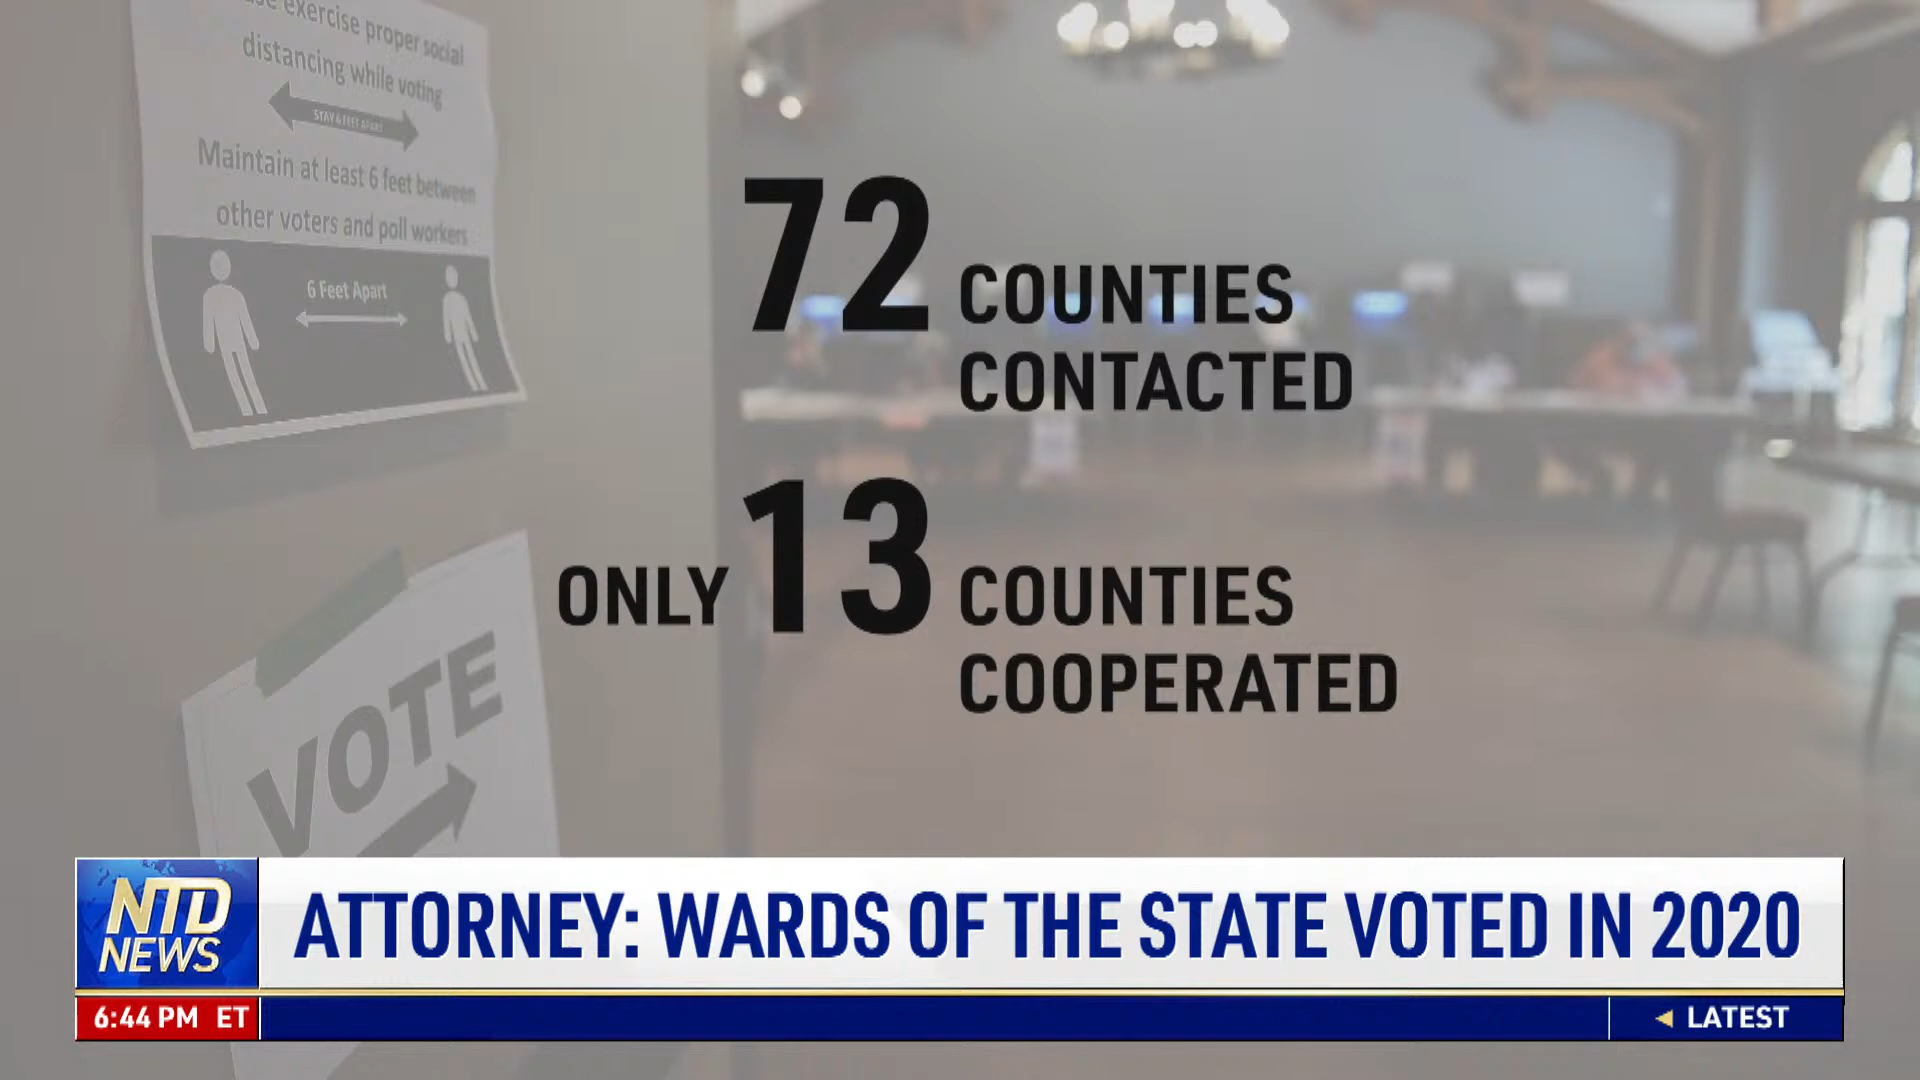 exercise proper social
distancing while voting
STAY 6 FEET APART
Maintain at least 6 feet between
other voters and poll workers
6 Feet Apart
VOTE
72 COUNTIES
CONTACTED
ONLY 13 COUNTIES
COOPERATED
NTD
NEWS
ATTORNEY: WARDS OF THE STATE VOTED IN 2020
6:44 PM ET
LATEST